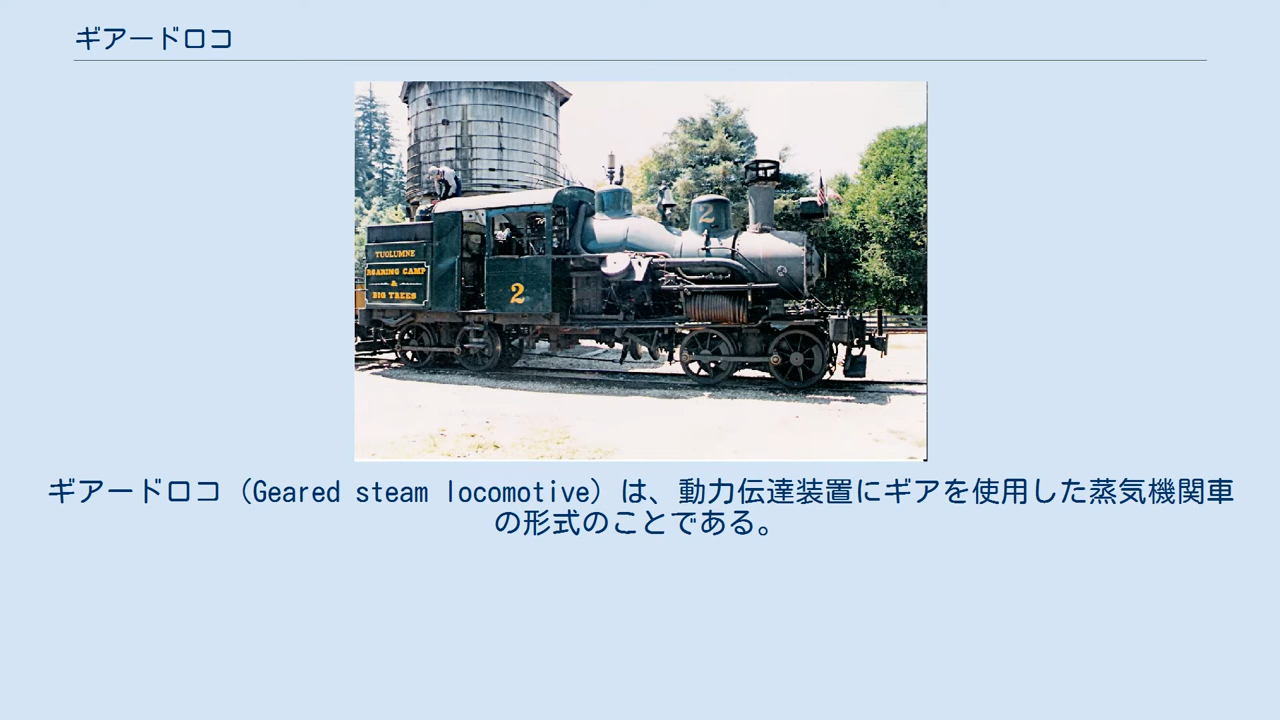 ギアードロコ
2
TUOLUMNE
ROARING CAMP
&
BIG TREES
2
ギアードロコ（Geared steam locomotive）は、動力伝達装置にギアを使用した蒸気機関車
の形式のことである。